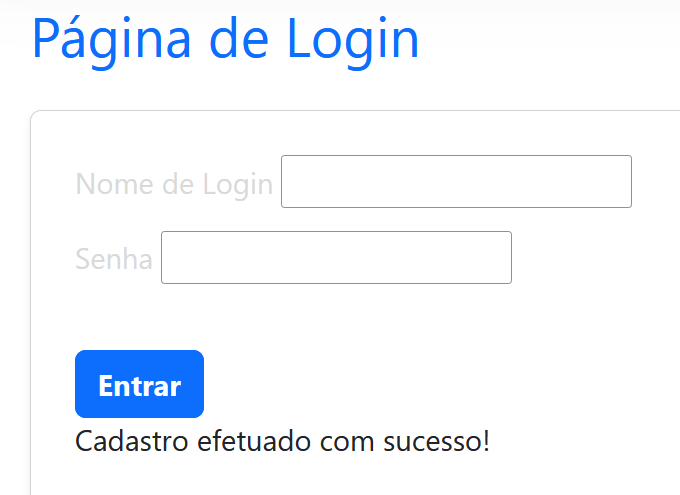 Página de Login
Nome de Login
Senha
Entrar
Cadastro efetuado com sucesso!